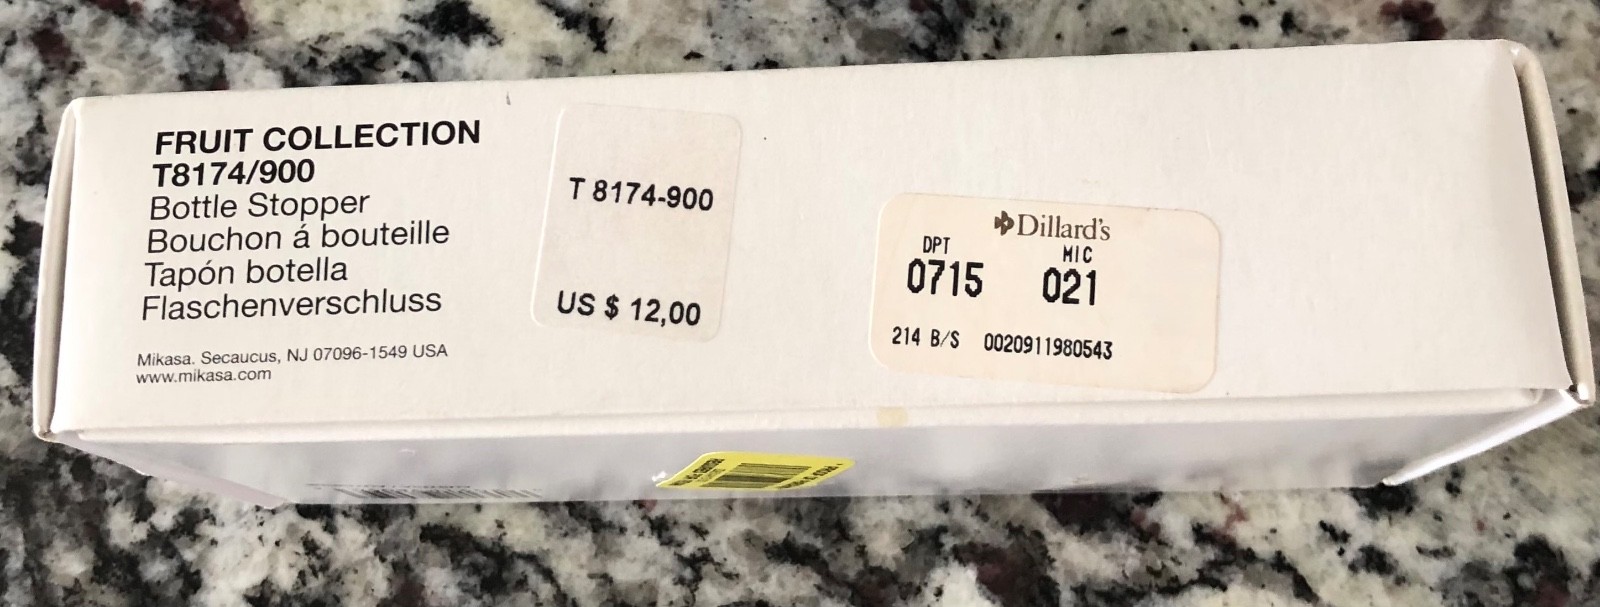 FRUIT COLLECTION
T8174/900
Bottle Stopper
Bouchon á bouteille
Tapón botella
Flaschenverschluss
Mikasa. Secaucus, NJ 07096-1549 USA
www.mikasa.com
T 8174-900
US $ 12,00
Dillard's
DPT MIC
0715 021
214 B/S 0020911980543